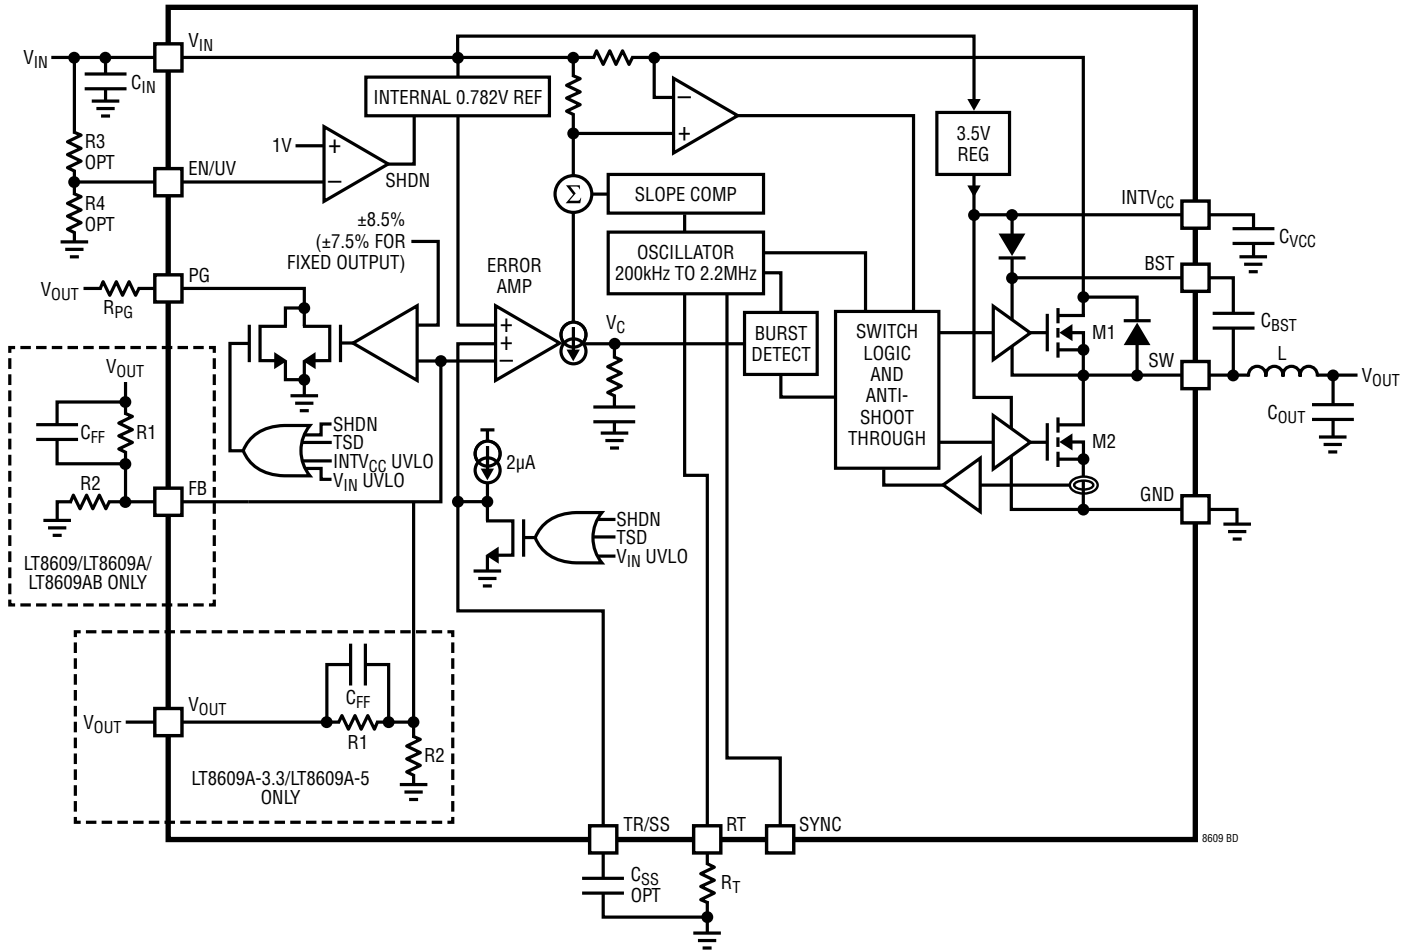 VIN
VIN
CIN
R3
OPT
EN/UV
R4
OPT
INTERNAL 0.782V REF
1V
+
−
SHDN
−
+
3.5V
REG
Σ
SLOPE COMP
OSCILLATOR
200kHz TO 2.2MHz
INTVCC
CVCC
BST
CBST
±8.5%
(±7.5% FOR
FIXED OUTPUT)
ERROR
AMP
+
+
−
VC
BURST
DETECT
SWITCH
LOGIC
AND
ANTI-
SHOOT
THROUGH
M1
SW
L
VOUT
COUT
M2
GND
PG
VOUT
RPG
VOUT
CFF
R1
R2
FB
LT8609/LT8609A/
LT8609AB ONLY
SHDN
TSD
INTVCC UVLO
VIN UVLO
2µA
SHDN
TSD
VIN UVLO
VOUT
VOUT
CFF
R1
R2
LT8609A-3.3/LT8609A-5
ONLY
TR/SS
RT
SYNC
CSS
OPT
RT
8609 BD